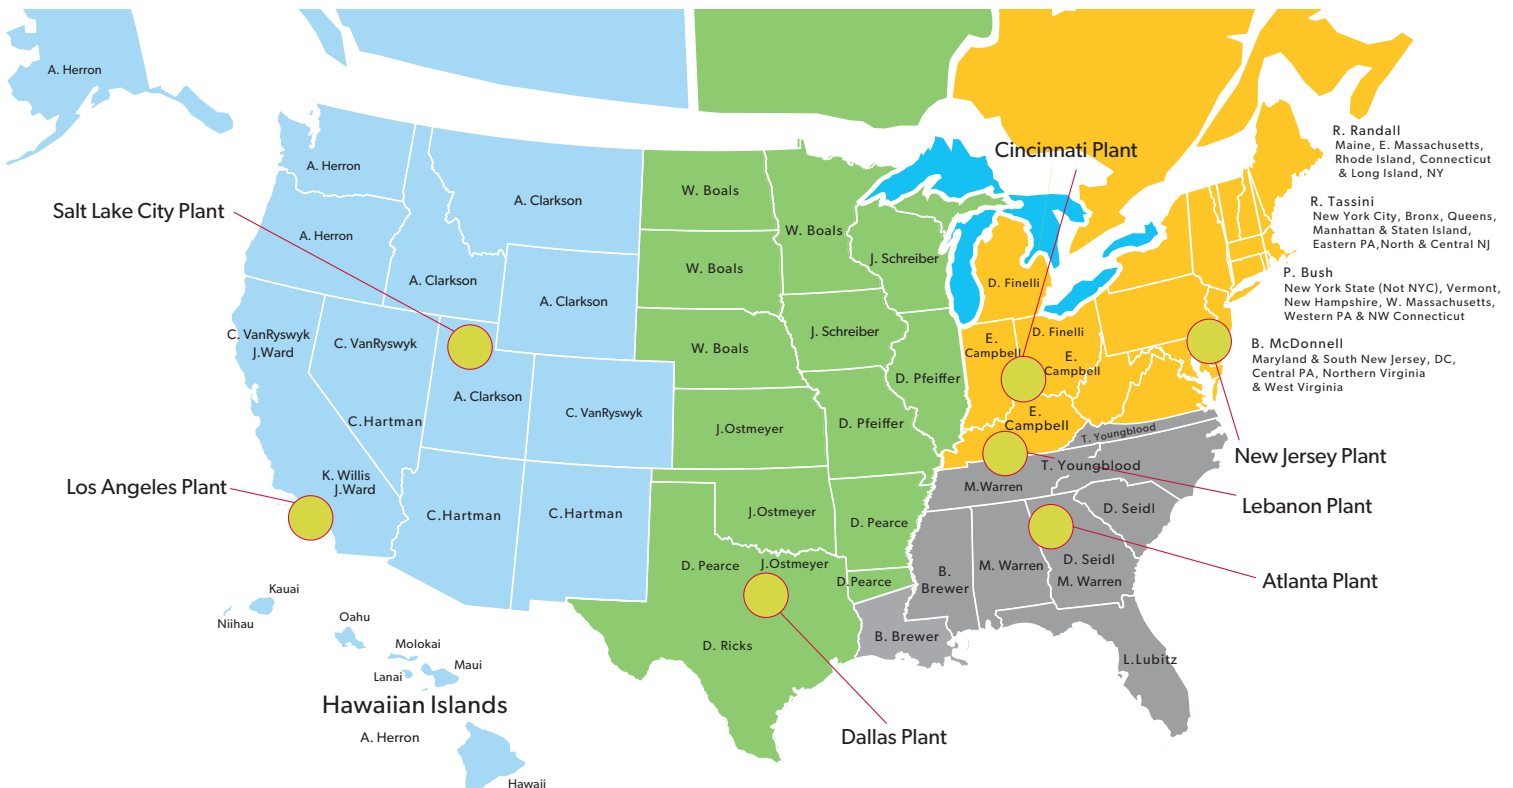 A. Herron
Cincinnati Plant
R. Randall
Maine, E. Massachusetts,
Rhode Island, Connecticut
& Long Island, NY
A. Herron
W. Boals
A. Clarkson
Salt Lake City Plant
R. Tassini
New York City, Bronx, Queens,
Manhattan & Staten Island,
Eastern PA,North & Central NJ
A. Herron
W. Boals
J. Schreiber
W. Boals
P. Bush
New York State (Not NYC), Vermont,
New Hampshire, W. Massachusetts,
Western PA & NW Connecticut
A. Clarkson
D. Finelli
A. Clarkson
C. VanRyswyk
J.Ward
C. VanRyswyk
J. Schreiber
D. Finelli
W. Boals
E.
Campbell
E.
Campbell
B. McDonnell
Maryland & South New Jersey, DC,
Central PA, Northern Virginia
& West Virginia
D. Pfeiffer
A. Clarkson
C. VanRyswyk
C.Hartman
J.Ostmeyer
D. Pfeiffer
E.
Campbell
T. Youngblood
New Jersey Plant
T. Youngblood
K. Willis
J.Ward
Los Angeles Plant
M.Warren
Lebanon Plant
C.Hartman
C.Hartman
J.Ostmeyer
D. Pearce
D. Seidl
D. Pearce
J.Ostmeyer
D. Seidl
M. Warren
M. Warren
Atlanta Plant
B.
Brewer
D.Pearce
Kauai
Niihau
Oahu
B. Brewer
D. Ricks
Molokai
Maui
Lanai
L.Lubitz
Hawaiian Islands
A. Herron
Dallas Plant
Hawaii